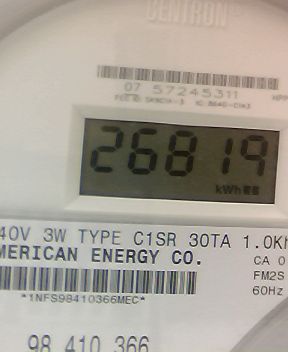 CENTRON®
07 57245311
26819
kWh
40V 3W TYPE C1SR 30TA 1.0Kh
MERICAN ENERGY CO.
CA 0
FM2S
*1NFS98410366MEC*
60Hz
98 410 366